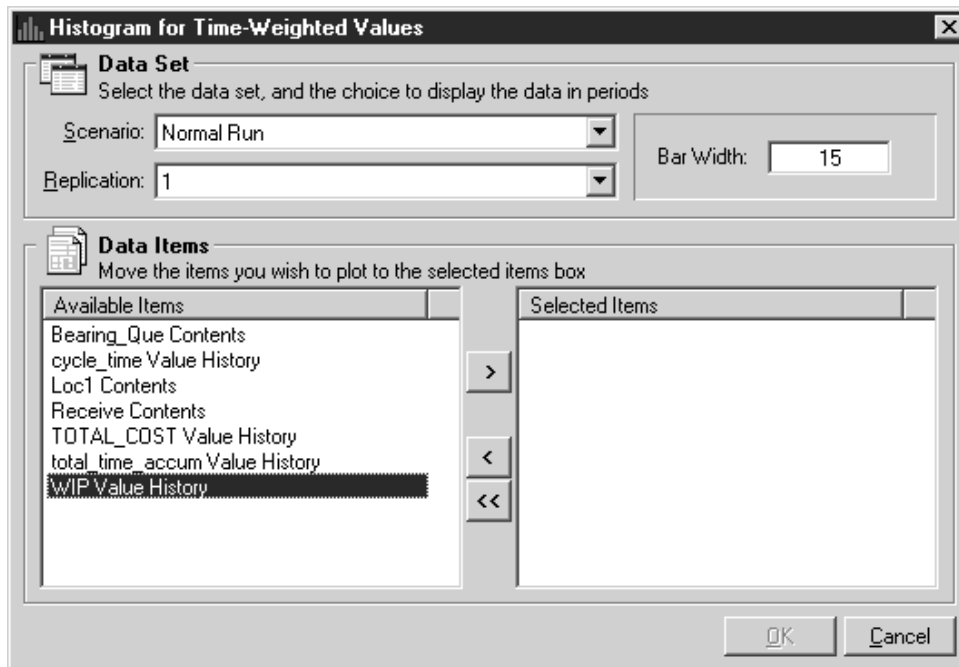 Histogram for Time-Weighted Values
Data Set
Select the data set, and the choice to display the data in periods
Scenario: Normal Run
Replication: 1
Bar Width: 15
Data Items
Move the items you wish to plot to the selected items box
Available Items
Bearing_Que Contents
cycle_time Value History
Loc1 Contents
Receive Contents
TOTAL_COST Value History
total_time_accum Value History
WIP Value History
>
<
<<
Selected Items
OK
Cancel